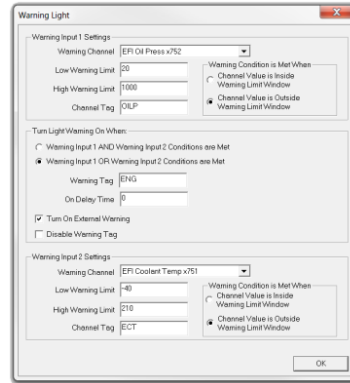 Warning Light
Warning Input 1 Settings
Warning Channel EFI Oil Press x752
Low Warning Limit 20
High Warning Limit 1000
Channel Tag OILP
Warning Condition is Met When
Channel Value is Inside
Warning Limit Window
Channel Value is Outside
Warning Limit Window
Turn Light Warning On When:
Warning Input 1 AND Warning Input 2 Conditions are Met
Warning Input 1 OR Warning Input 2 Conditions are Met
Warning Tag ENG
On Delay Time 0
Turn On External Warning
Disable Warning Tag
Warning Input 2 Settings
Warning Channel EFI Coolant Temp x751
Low Warning Limit -40
High Warning Limit 210
Channel Tag ECT
Warning Condition is Met When
Channel Value is Inside
Warning Limit Window
Channel Value is Outside
Warning Limit Window
OK